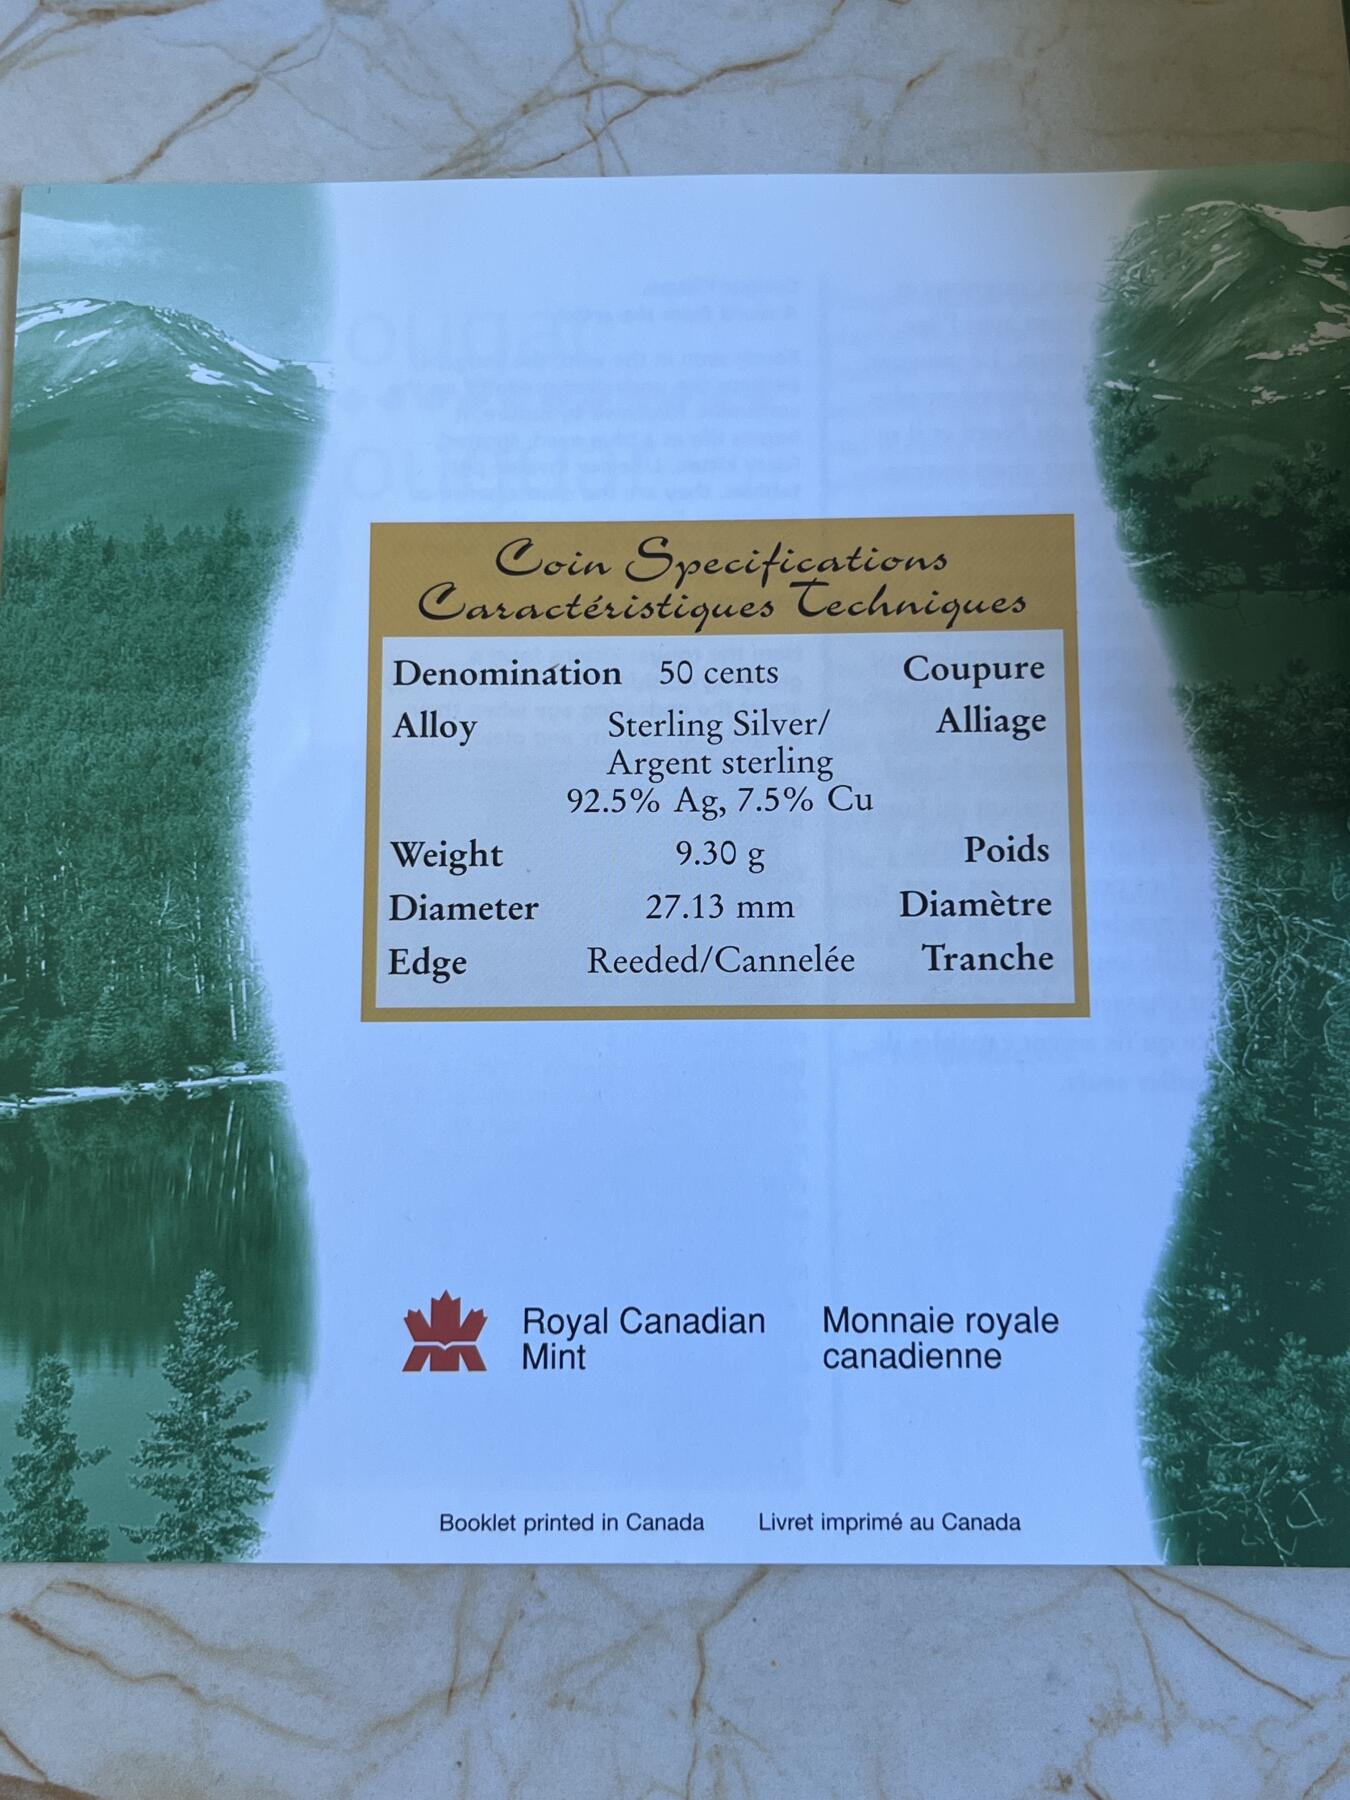 Coin Specifications
Caractéristiques Techniques
Denomination 50 cents Coupure
Alloy Sterling Silver/ Alliage
Argent sterling
92.5% Ag, 7.5% Cu
Weight 9.30 g Poids
Diameter 27.13 mm Diamètre
Edge Reeded/Cannelée Tranche
Royal Canadian Monnaie royale
Mint canadienne
Booklet printed in Canada Livret imprimé au Canada